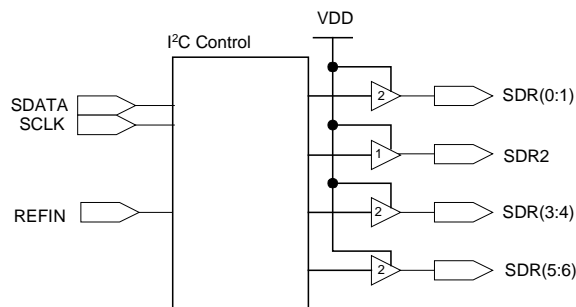 VDD
I²C Control
SDATA
SCLK
REFIN
2
SDR(0:1)
1
SDR2
2
SDR(3:4)
2
SDR(5:6)